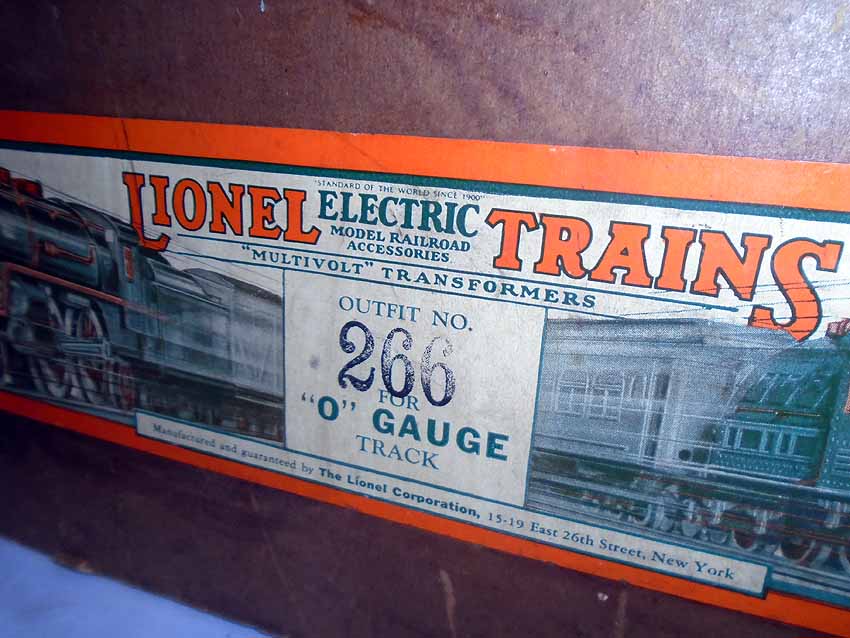 "STANDARD OF THE WORLD SINCE 1900"
LIONEL ELECTRIC TRAINS
MODEL RAILROAD
ACCESSORIES
"MULTIVOLT" TRANSFORMERS
OUTFIT NO.
266
FOR
"O" GAUGE
TRACK
Manufactured and guaranteed by The Lionel Corporation, 15-19 East 26th Street, New York